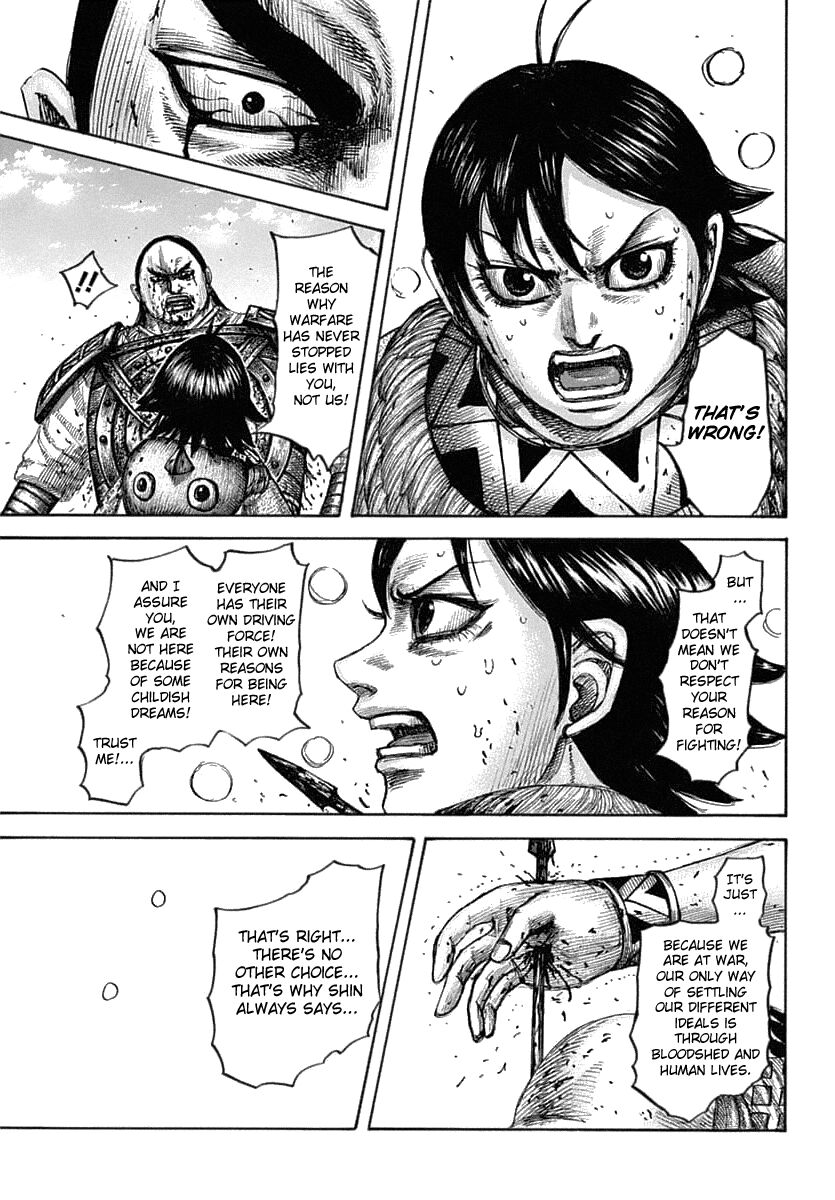 THAT'S
WRONG!
!!
THE
REASON
WHY
WARFARE
HAS NEVER
STOPPED
LIES WITH
YOU,
NOT US!
BUT
...
THAT
DOESN'T
MEAN WE
DON'T
RESPECT
YOUR
REASON
FOR
FIGHTING!
EVERYONE
HAS THEIR
OWN DRIVING
FORCE!
THEIR OWN
REASONS
FOR BEING
HERE!
AND I
ASSURE
YOU,
WE ARE
NOT HERE
BECAUSE
OF SOME
CHILDISH
DREAMS!
TRUST
ME!...
IT'S
JUST
...
BECAUSE WE
ARE AT WAR,
OUR ONLY WAY
OF SETTLING
OUR DIFFERENT
IDEALS IS
THROUGH
BLOODSHED AND
HUMAN LIVES.
THAT'S RIGHT...
THERE'S NO
OTHER CHOICE...
THAT'S WHY SHIN
ALWAYS SAYS...